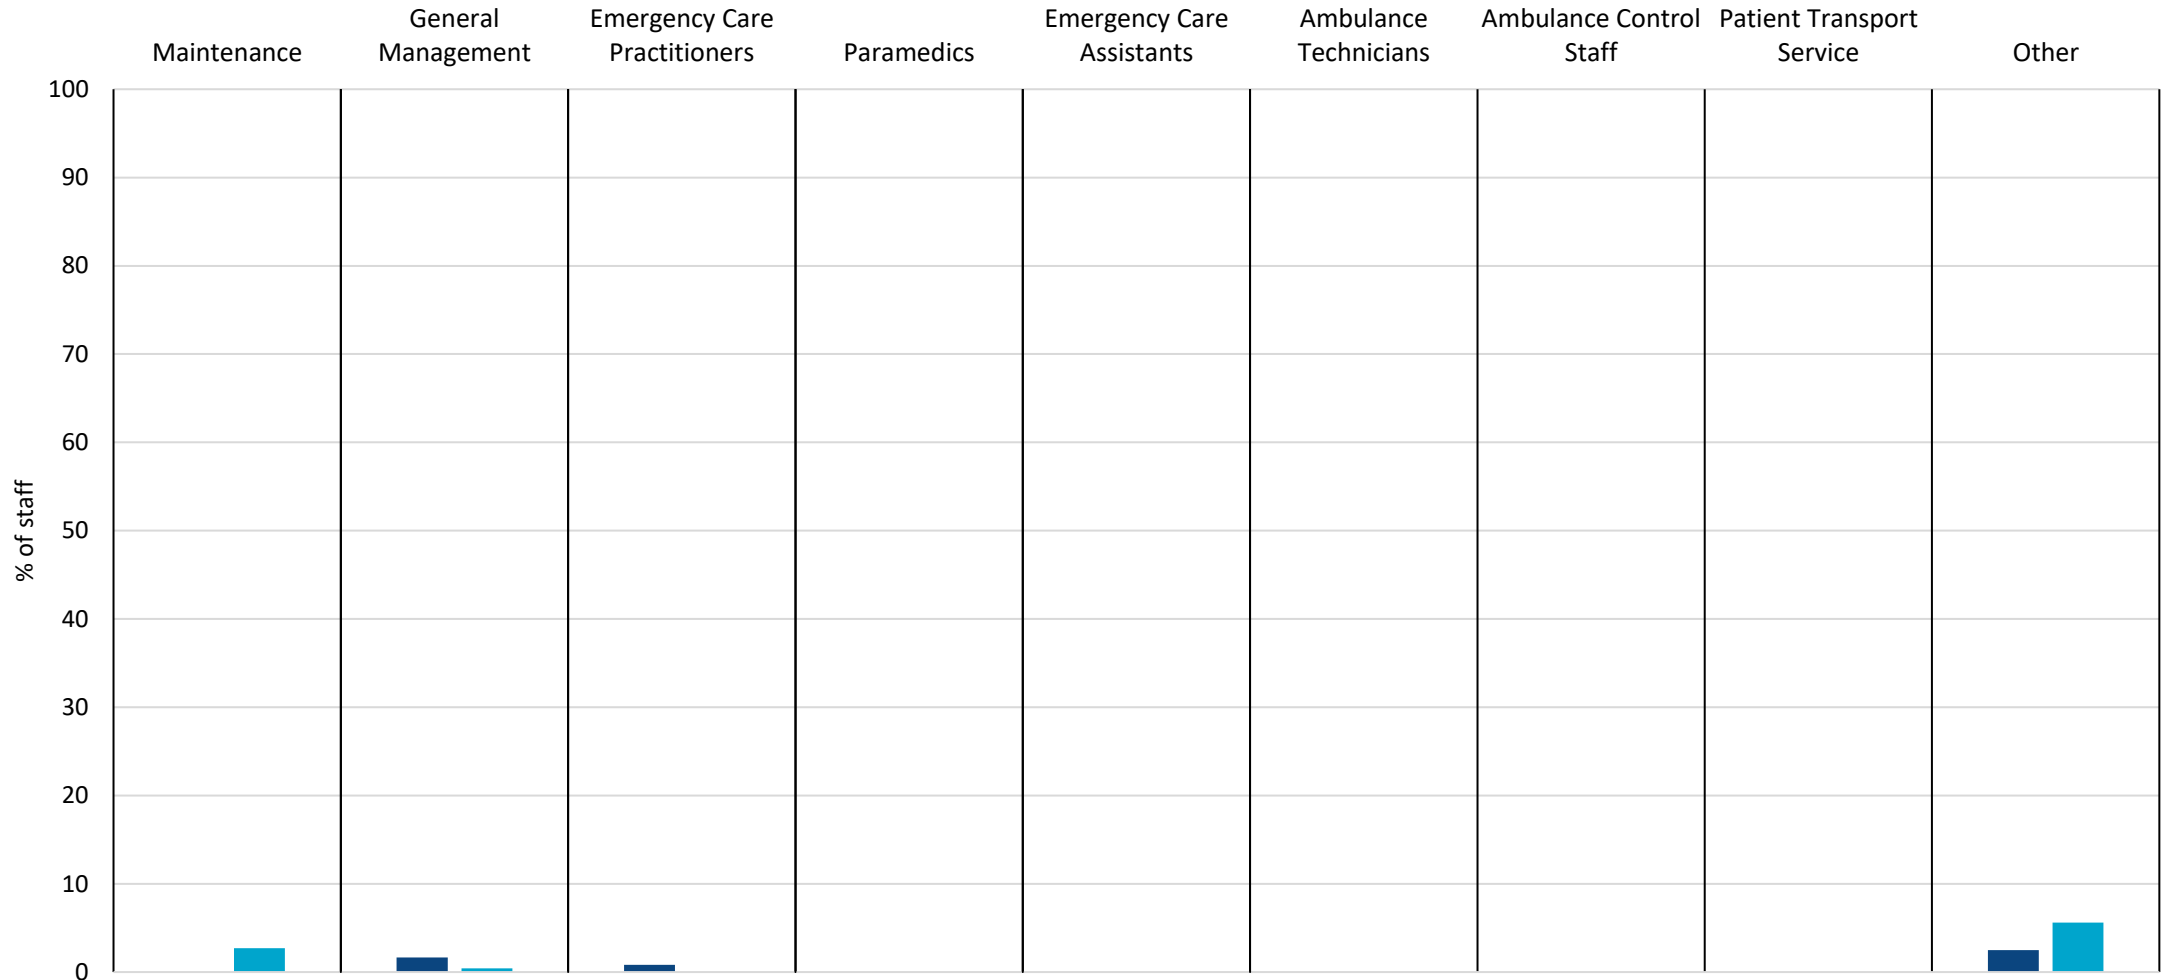 General
Management
Emergency Care
Practitioners
Emergency Care
Assistants
Ambulance
Technicians
Ambulance Control
Staff
Patient Transport
Service
Maintenance
Paramedics
Other
100
90
80
70
60
50
40
30
20
10
0
% of staff